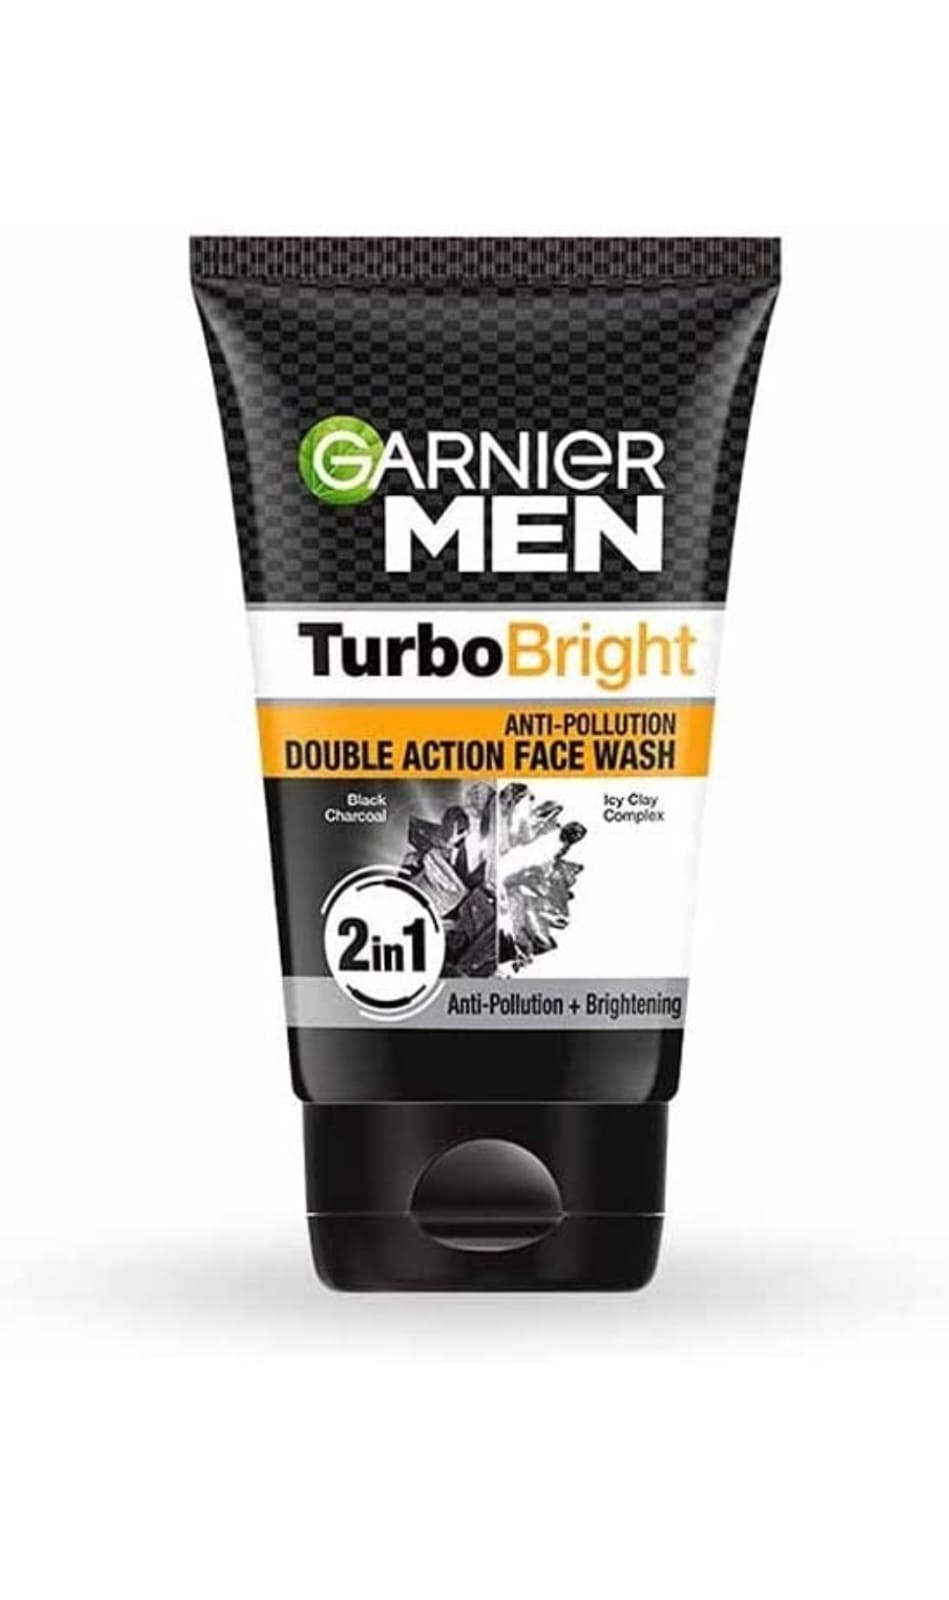 GARNIER
MEN
TurboBright
ANTI-POLLUTION
DOUBLE ACTION FACE WASH
Black
Charcoal
Icy Clay
Complex
2in1
Anti-Pollution + Brightening